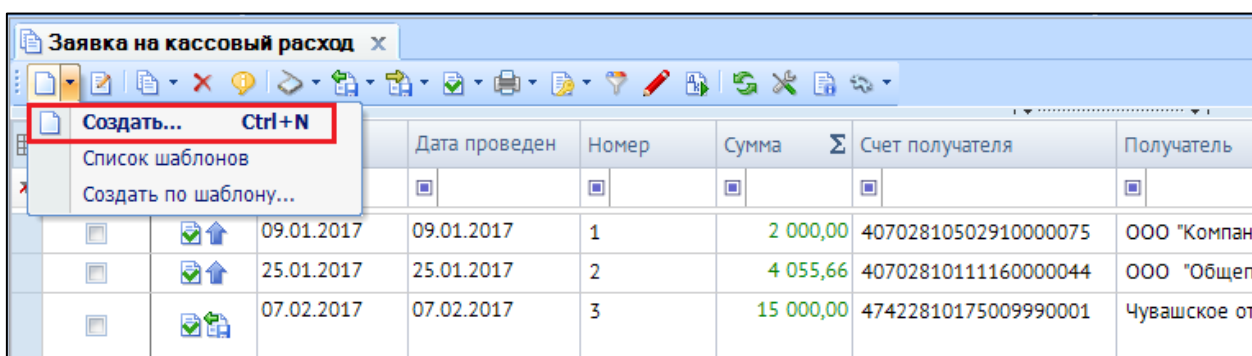 Заявка на кассовый расход x
Создать... Ctrl+N
Список шаблонов
Создать по шаблону...
Дата проведен Номер Сумма Σ Счет получателя Получатель
09.01.2017 09.01.2017 1 2 000,00 40702810502910000075 ООО "Компан
25.01.2017 25.01.2017 2 4 055,66 40702810111160000044 ООО "Общеп
07.02.2017 07.02.2017 3 15 000,00 47422810175009990001 Чувашское от